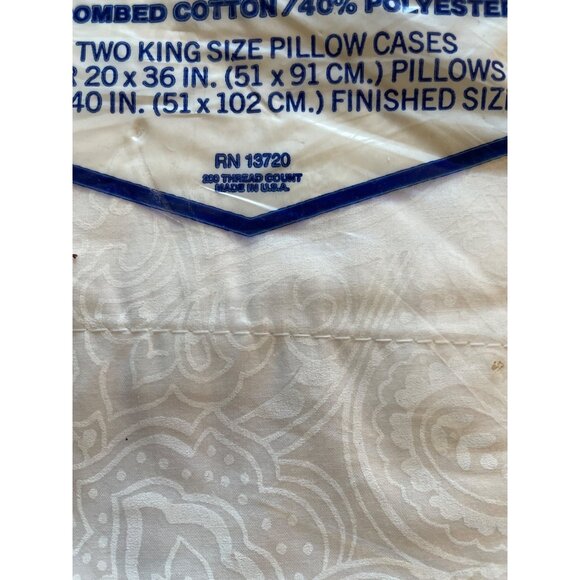 OMBED COTTON/40% POLYESTER
TWO KING SIZE PILLOW CASES
R 20 x 36 IN. (51 x 91 CM.) PILLOWS
40 IN. (51 x 102 CM.) FINISHED SIZ
RN 13720
200 THREAD COUNT
MADE IN U.S.A.